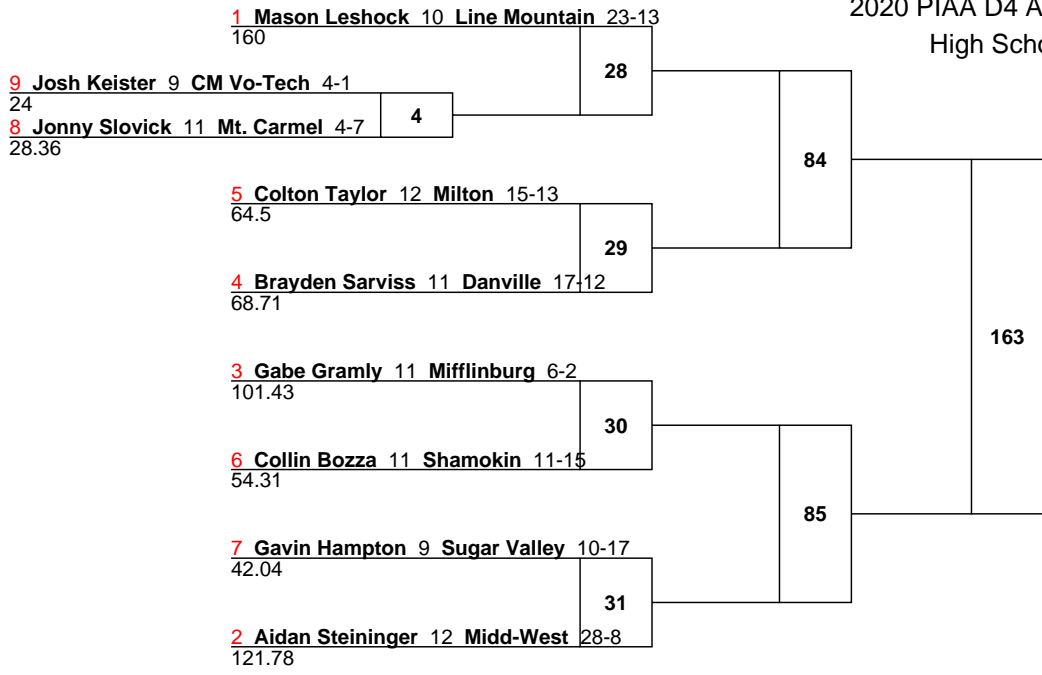 2020 PIAA D4 A
High Scho
1 Mason Leshock 10 Line Mountain 23-13
160
28
9 Josh Keister 9 CM Vo-Tech 4-1
24
4
8 Jonny Slovick 11 Mt. Carmel 4-7
28.36
84
5 Colton Taylor 12 Milton 15-13
64.5
29
4 Brayden Sarviss 11 Danville 17-12
68.71
163
3 Gabe Gramly 11 Mifflinburg 6-2
101.43
30
6 Collin Bozza 11 Shamokin 11-15
54.31
85
7 Gavin Hampton 9 Sugar Valley 10-17
42.04
31
2 Aidan Steininger 12 Midd-West 28-8
121.78